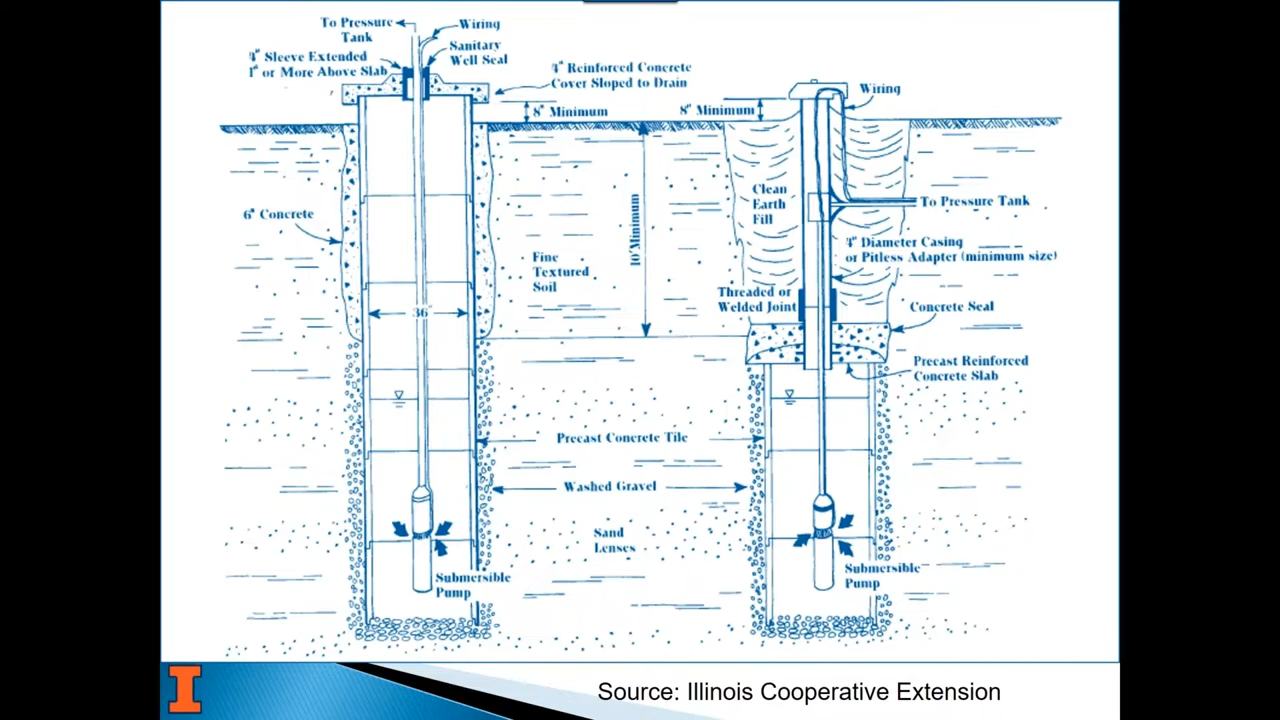 To Pressure
Tank
Wiring
Sanitary
Well Seal
4" Sleeve Extended
1" or More Above Slab
4" Reinforced Concrete
Cover Sloped to Drain
8" Minimum
8" Minimum
Wiring
6" Concrete
10' Minimum
Clean
Earth
Fill
To Pressure Tank
Fine
Textured
Soil
4" Diameter Casing
or Pitless Adapter (minimum size)
Threaded or
Welded Joint
Concrete Seal
36"
Precast Reinforced
Concrete Slab
Precast Concrete Tile
Washed Gravel
Sand
Lenses
Submersible
Pump
Submersible
Pump
I
Source: Illinois Cooperative Extension